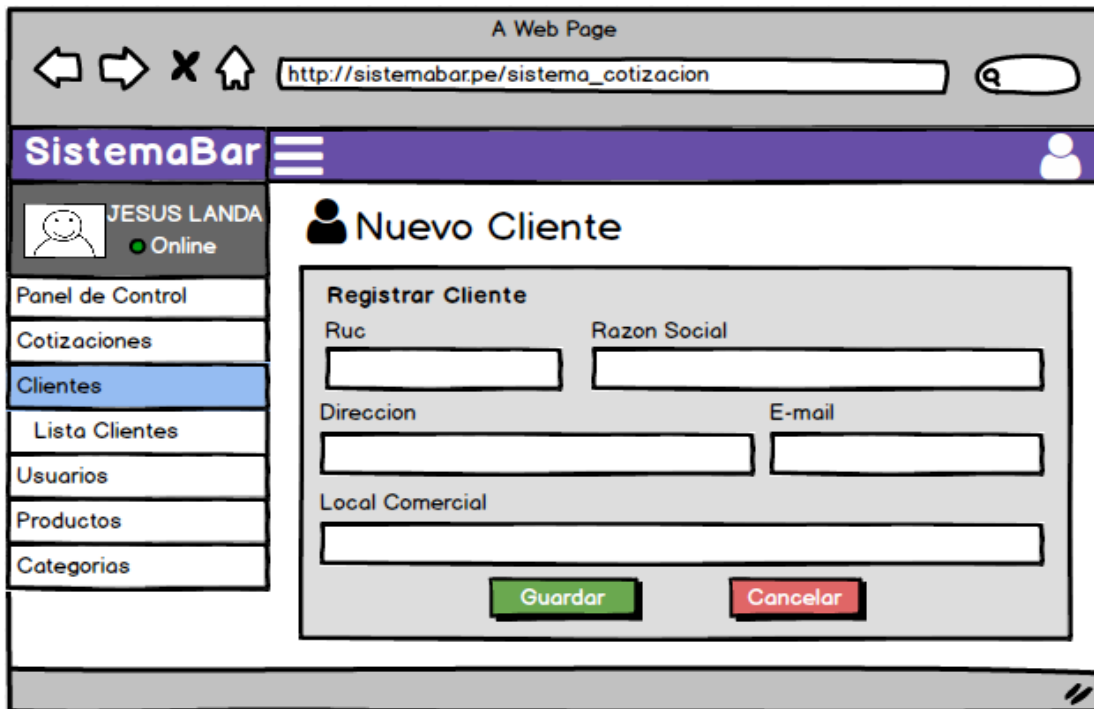 A Web Page
http://sistemabar.pe/sistema_cotizacion
SistemaBar
JESUS LANDA
Online
Panel de Control
Cotizaciones
Clientes
Lista Clientes
Usuarios
Productos
Categorias
Nuevo Cliente
Registrar Cliente
Ruc
Razon Social
Direccion
E-mail
Local Comercial
Guardar
Cancelar